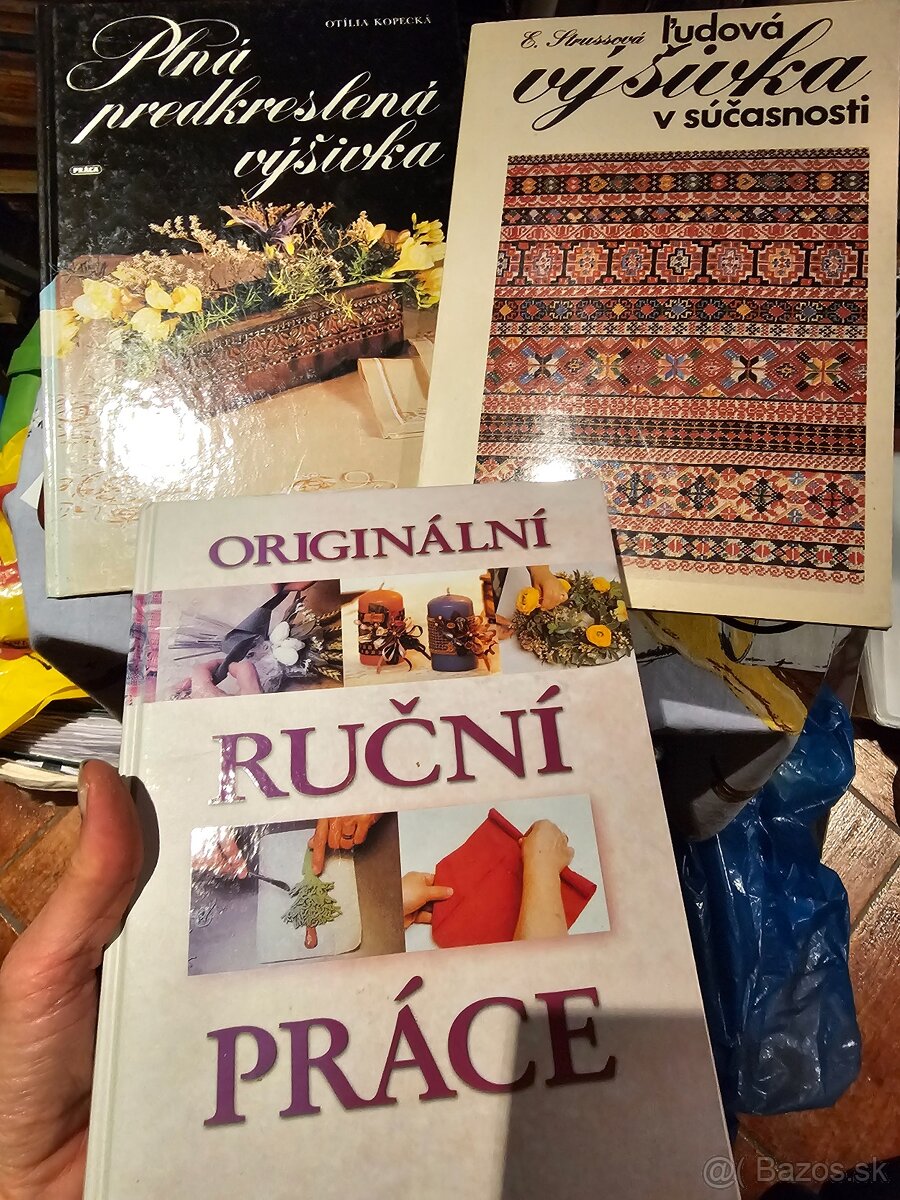 OTÍLIA KOPECKÁ
Plná
predkreslená
výšivka
PRÁCA
E. Strussová
ľudová
výšivka
v súčasnosti
ORIGINÁLNÍ
RUČNÍ
PRÁCE
@( Bazos.sk